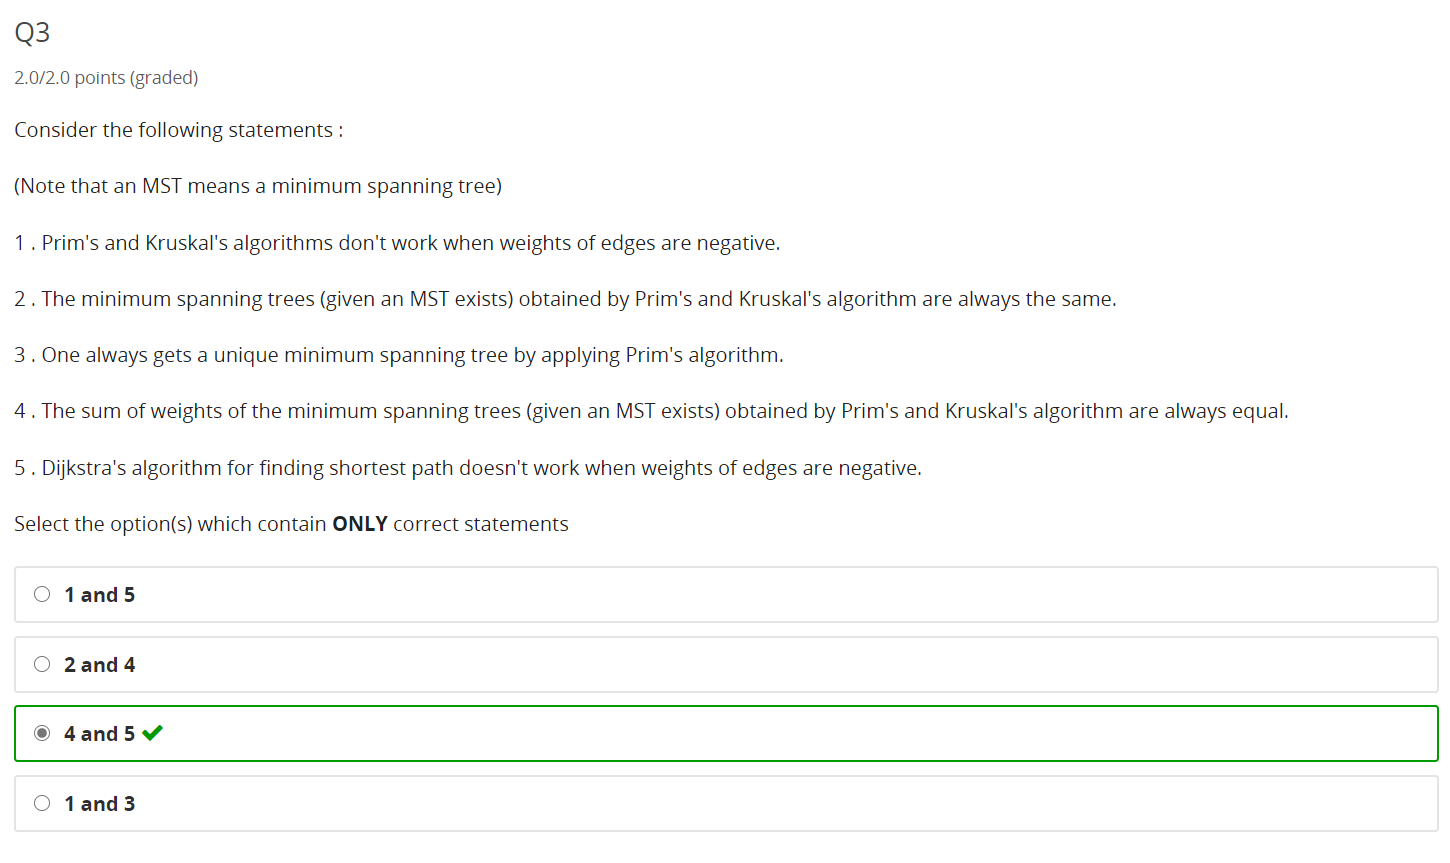 Q3
2.0/2.0 points (graded)
Consider the following statements :
(Note that an MST means a minimum spanning tree)
1 . Prim's and Kruskal's algorithms don't work when weights of edges are negative.
2 . The minimum spanning trees (given an MST exists) obtained by Prim's and Kruskal's algorithm are always the same.
3 . One always gets a unique minimum spanning tree by applying Prim's algorithm.
4 . The sum of weights of the minimum spanning trees (given an MST exists) obtained by Prim's and Kruskal's algorithm are always equal.
5 . Dijkstra's algorithm for finding shortest path doesn't work when weights of edges are negative.
Select the option(s) which contain ONLY correct statements
1 and 5
2 and 4
4 and 5
1 and 3